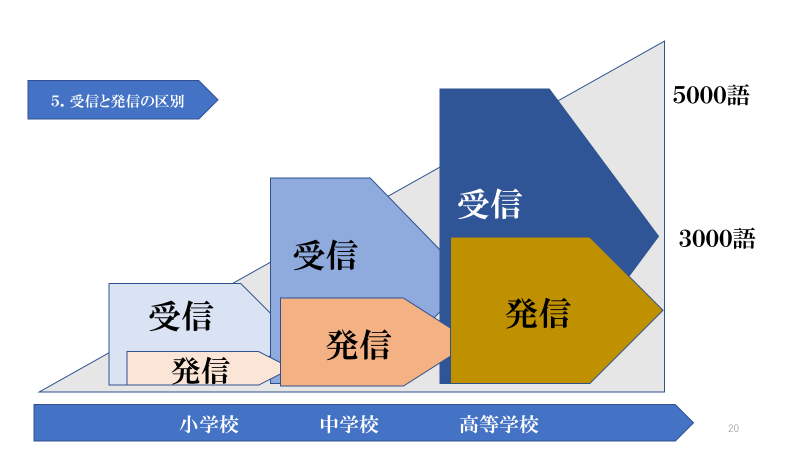 5. 受信と発信の区別
5000語
3000語
受信
発信
受信
発信
受信
発信
小学校
中学校
高等学校
20